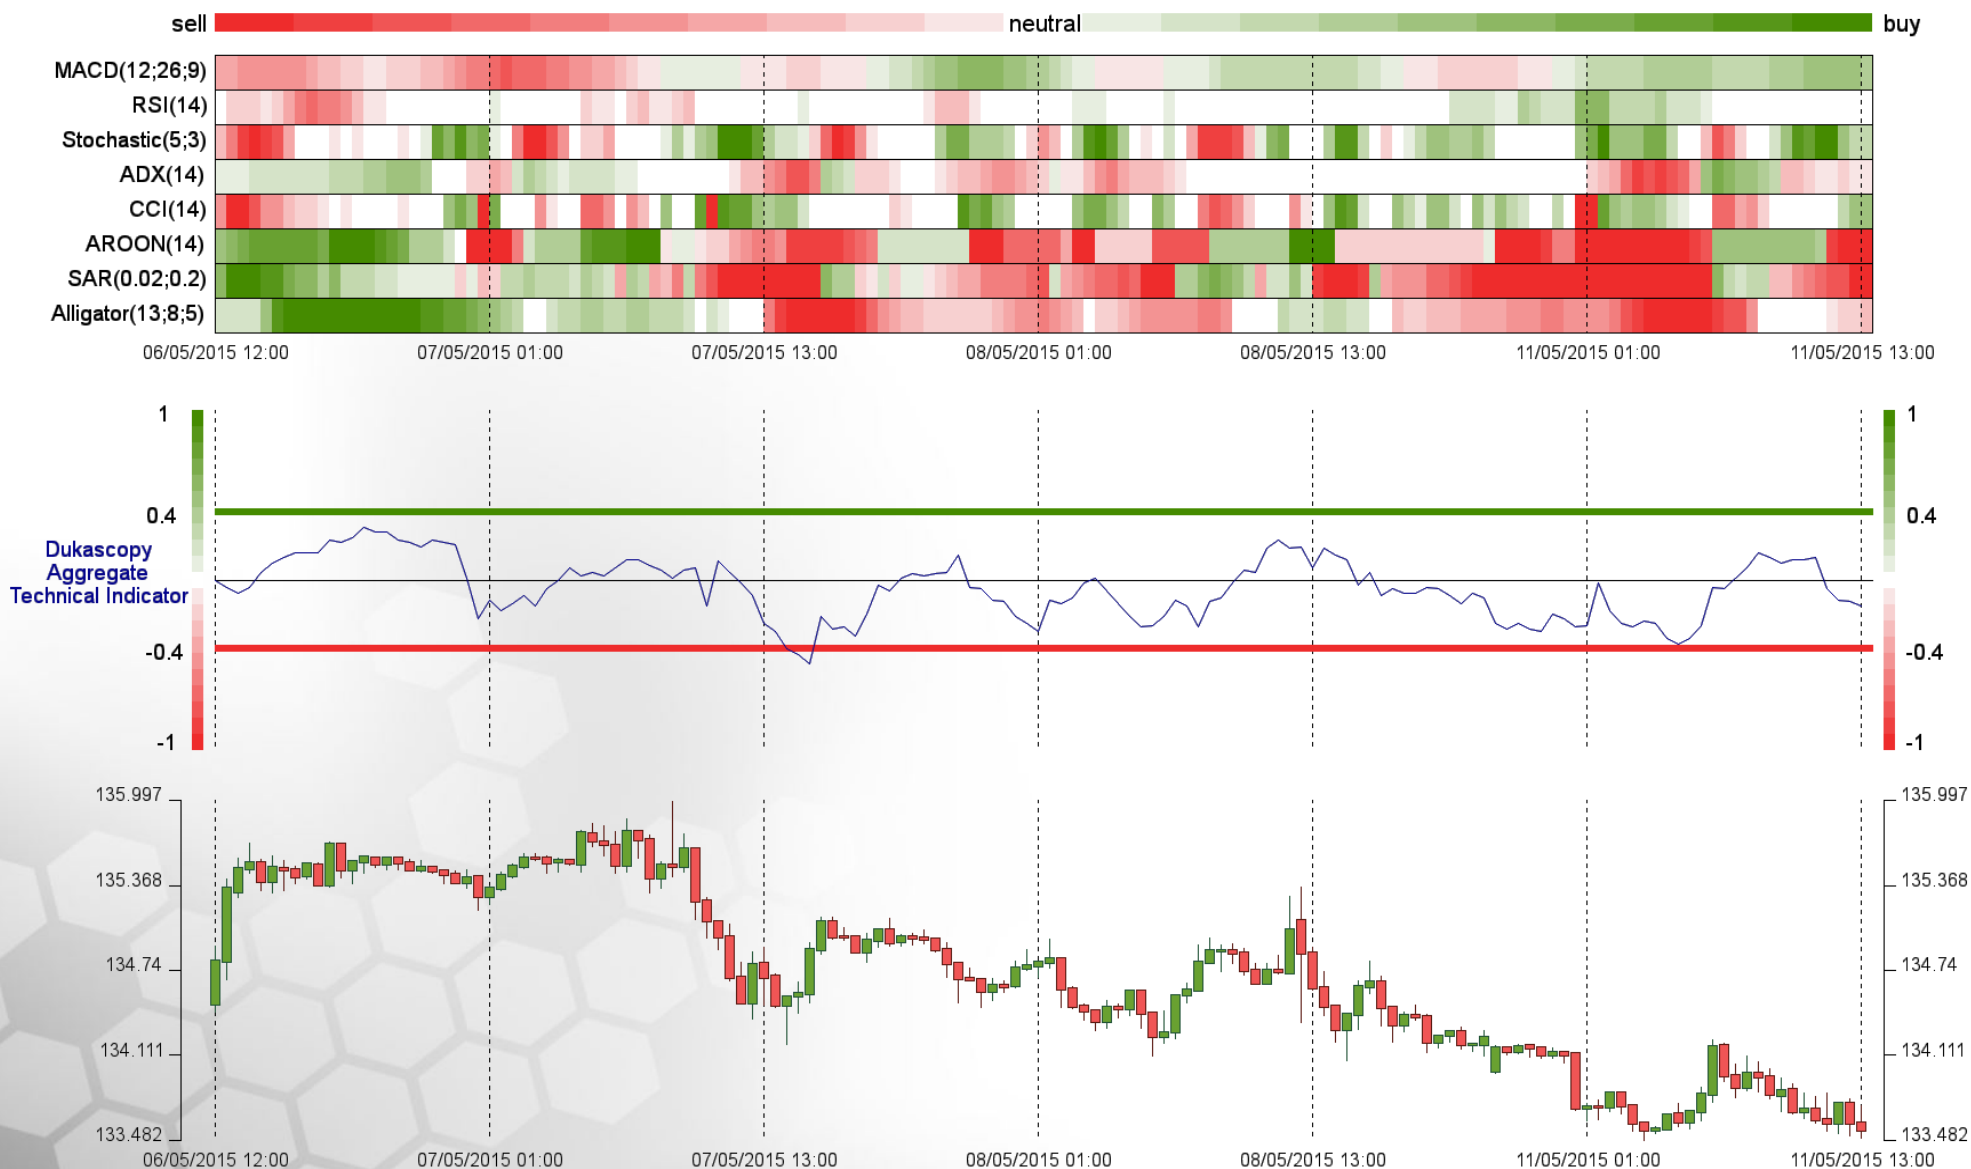 sell neutral buy
MACD(12;26;9)
RSI(14)
Stochastic(5;3)
ADX(14)
CCI(14)
AROON(14)
SAR(0.02;0.2)
Alligator(13;8;5)
06/05/2015 12:00 07/05/2015 01:00 07/05/2015 13:00 08/05/2015 01:00 08/05/2015 13:00 11/05/2015 01:00 11/05/2015 13:00
1 1
0.4 0.4
Dukascopy
Aggregate
Technical Indicator
-0.4 -0.4
-1 -1
135.997 135.997
135.368 135.368
134.74 134.74
134.111 134.111
133.482 133.482
06/05/2015 12:00 07/05/2015 01:00 07/05/2015 13:00 08/05/2015 01:00 08/05/2015 13:00 11/05/2015 01:00 11/05/2015 13:00